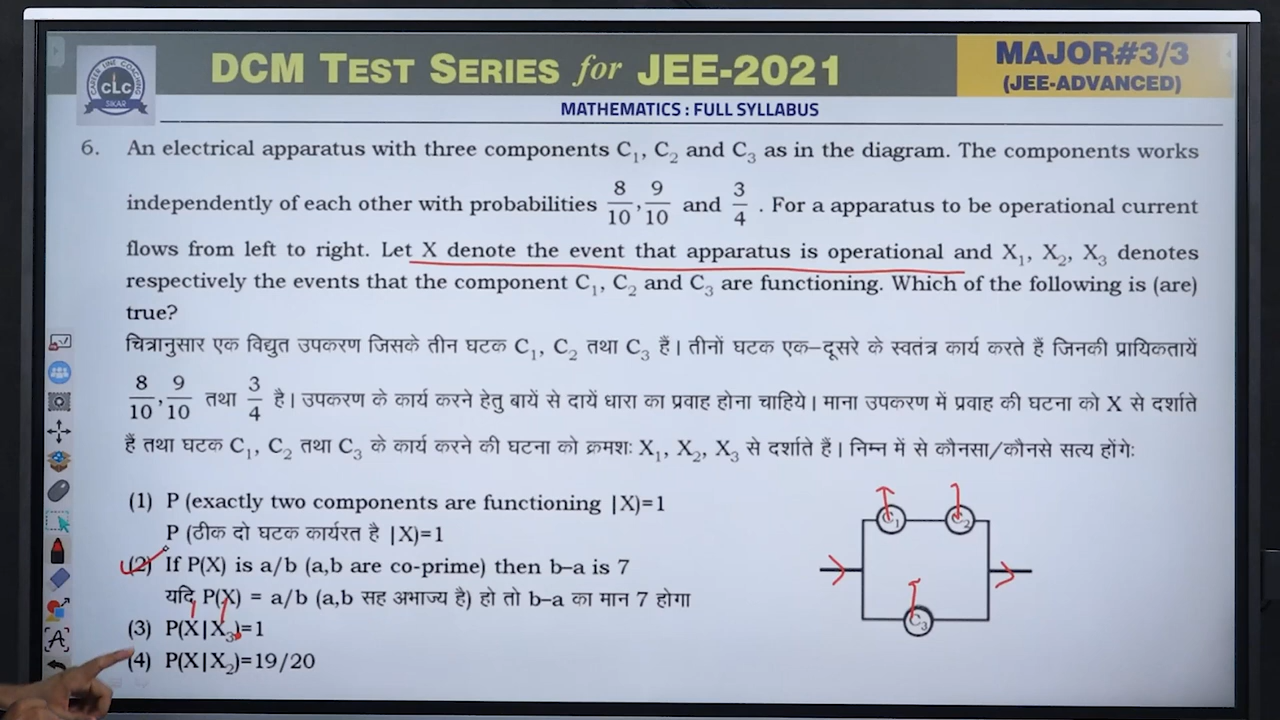 CAREER LINE COACHING
CLC
SIKAR
DCM TEST SERIES for JEE-2021
MAJOR#3/3
(JEE-ADVANCED)
MATHEMATICS : FULL SYLLABUS
6. An electrical apparatus with three components C₁, C₂ and C₃ as in the diagram. The components works
independently of each other with probabilities 8/10, 9/10 and 3/4 . For a apparatus to be operational current
flows from left to right. Let X denote the event that apparatus is operational and X₁, X₂, X₃ denotes
respectively the events that the component C₁, C₂ and C₃ are functioning. Which of the following is (are)
true?
चित्रानुसार एक विद्युत उपकरण जिसके तीन घटक C₁, C₂ तथा C₃ हैं। तीनों घटक एक–दूसरे के स्वतंत्र कार्य करते हैं जिनकी प्रायिकतायें
8/10, 9/10 तथा 3/4 है। उपकरण के कार्य करने हेतु बायें से दायें धारा का प्रवाह होना चाहिये। माना उपकरण में प्रवाह की घटना को X से दर्शाते
हैं तथा घटक C₁, C₂ तथा C₃ के कार्य करने की घटना को क्रमशः X₁, X₂, X₃ से दर्शाते हैं। निम्न में से कौनसा/कौनसे सत्य होंगेः
(1) P (exactly two components are functioning |X)=1
P (ठीक दो घटक कार्यरत है |X)=1
(2) If P(X) is a/b (a,b are co-prime) then b–a is 7
यदि P(X) = a/b (a,b सह अभाज्य है) हो तो b–a का मान 7 होगा
(3) P(X|X₃)=1
(4) P(X|X₂)=19/20
C₁ C₂
C₃